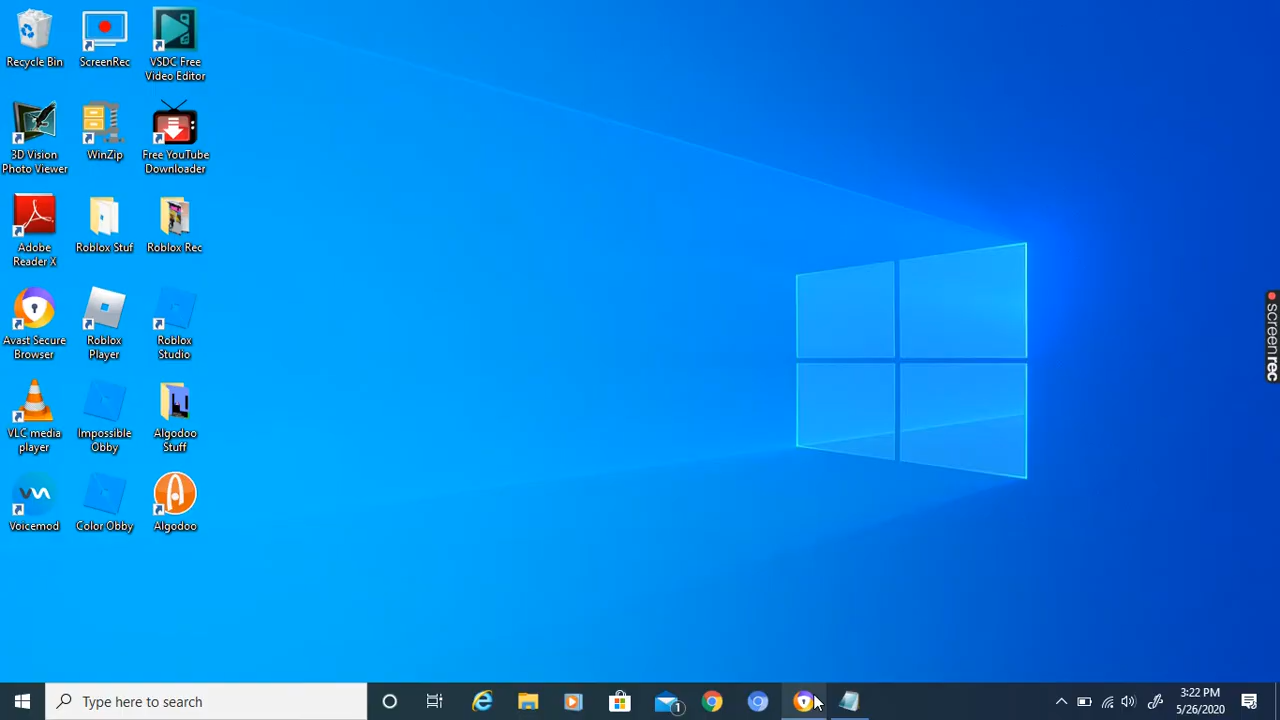 Recycle Bin
ScreenRec
VSDC Free
Video Editor
3D Vision
Photo Viewer
WinZip
Free YouTube
Downloader
Adobe
Reader X
Roblox Stuf
Roblox Rec
Avast Secure
Browser
Roblox
Player
Roblox
Studio
VLC media
player
Impossible
Obby
Algodoo
Stuff
Voicemod
Color Obby
Algodoo
screenrec
Type here to search
1
3:22 PM
5/26/2020